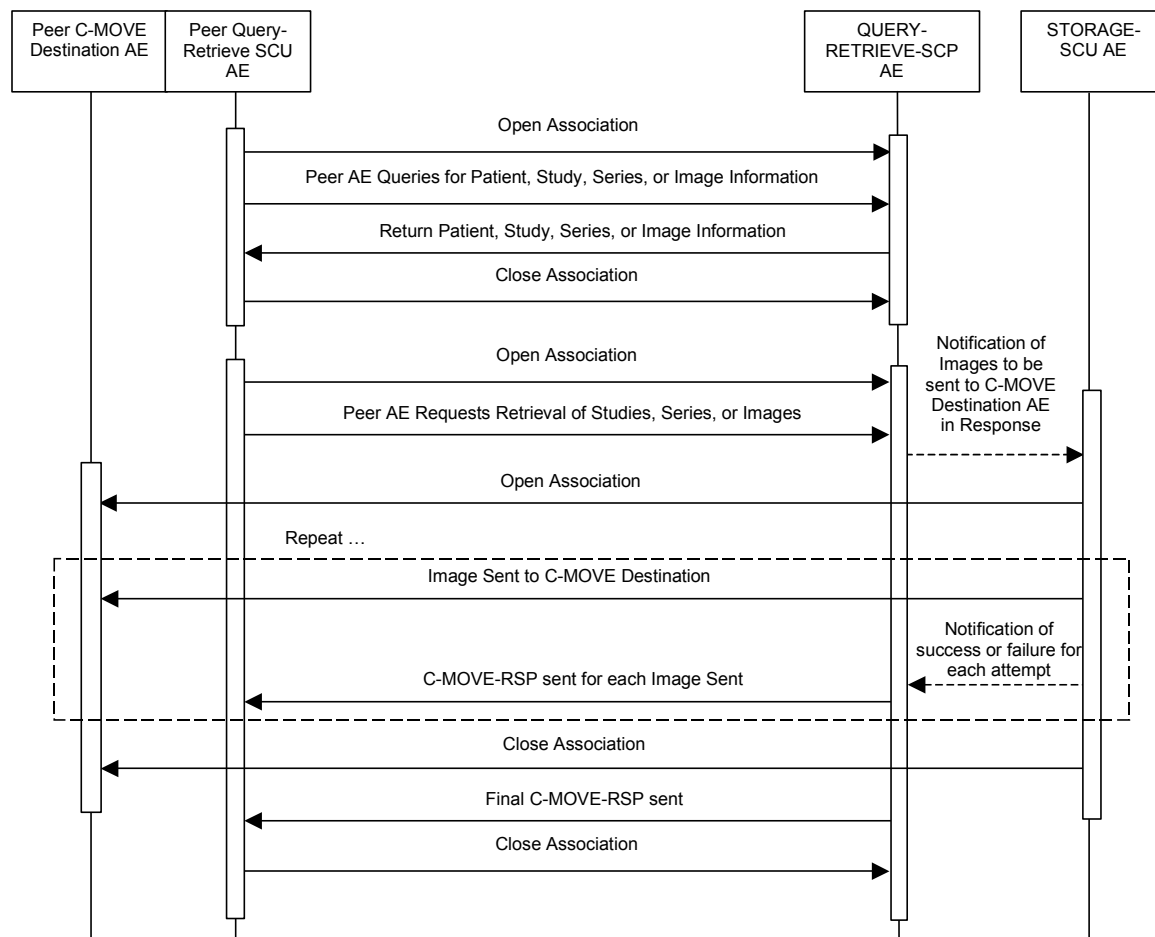 Peer C-MOVE
Destination AE
Peer Query-
Retrieve SCU
AE
QUERY-
RETRIEVE-SCP
AE
STORAGE-
SCU AE
Open Association
Peer AE Queries for Patient, Study, Series, or Image Information
Return Patient, Study, Series, or Image Information
Close Association
Open Association
Notification of
Images to be
sent to C-MOVE
Destination AE
in Response
Peer AE Requests Retrieval of Studies, Series, or Images
Open Association
Repeat …
Image Sent to C-MOVE Destination
Notification of
success or failure for
each attempt
C-MOVE-RSP sent for each Image Sent
Close Association
Final C-MOVE-RSP sent
Close Association